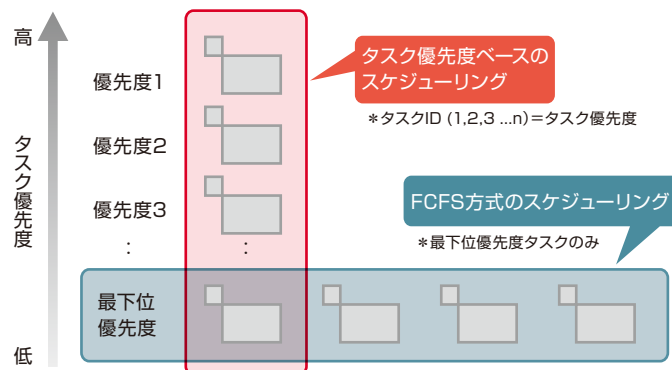 高
タスク優先度
低
優先度1
優先度2
優先度3
:
:
最下位
優先度
タスク優先度ベースの
スケジューリング
＊タスクID (1,2,3 ...n)＝タスク優先度
FCFS方式のスケジューリング
＊最下位優先度タスクのみ